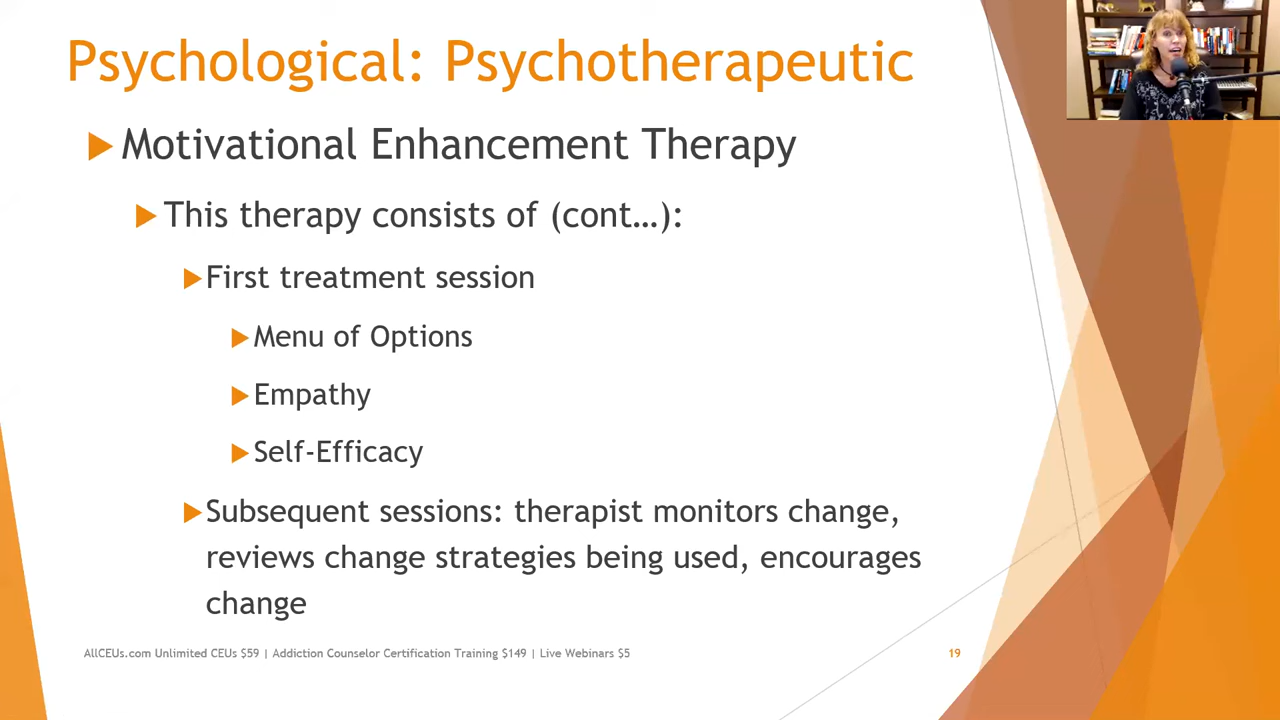 Psychological: Psychotherapeutic
Motivational Enhancement Therapy
This therapy consists of (cont…):
First treatment session
Menu of Options
Empathy
Self-Efficacy
Subsequent sessions: therapist monitors change,
reviews change strategies being used, encourages
change
AllCEUs.com Unlimited CEUs $59 | Addiction Counselor Certification Training $149 | Live Webinars $5
19